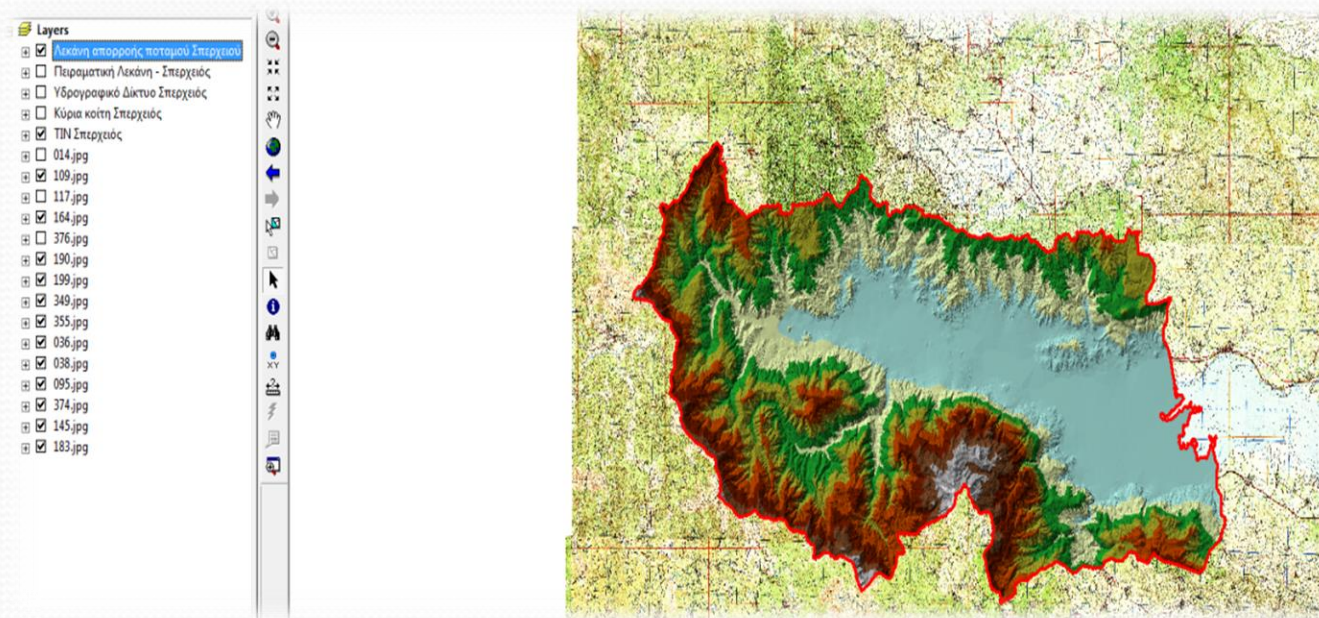 Layers
Λεκάνη απορροής ποταμού Σπερχειού
Πειραματική Λεκάνη - Σπερχειός
Υδρογραφικό Δίκτυο Σπερχειός
Κύρια κοίτη Σπερχειός
TIN Σπερχειός
014.jpg
109.jpg
117.jpg
164.jpg
376.jpg
190.jpg
199.jpg
349.jpg
355.jpg
036.jpg
038.jpg
095.jpg
374.jpg
145.jpg
183.jpg
XY